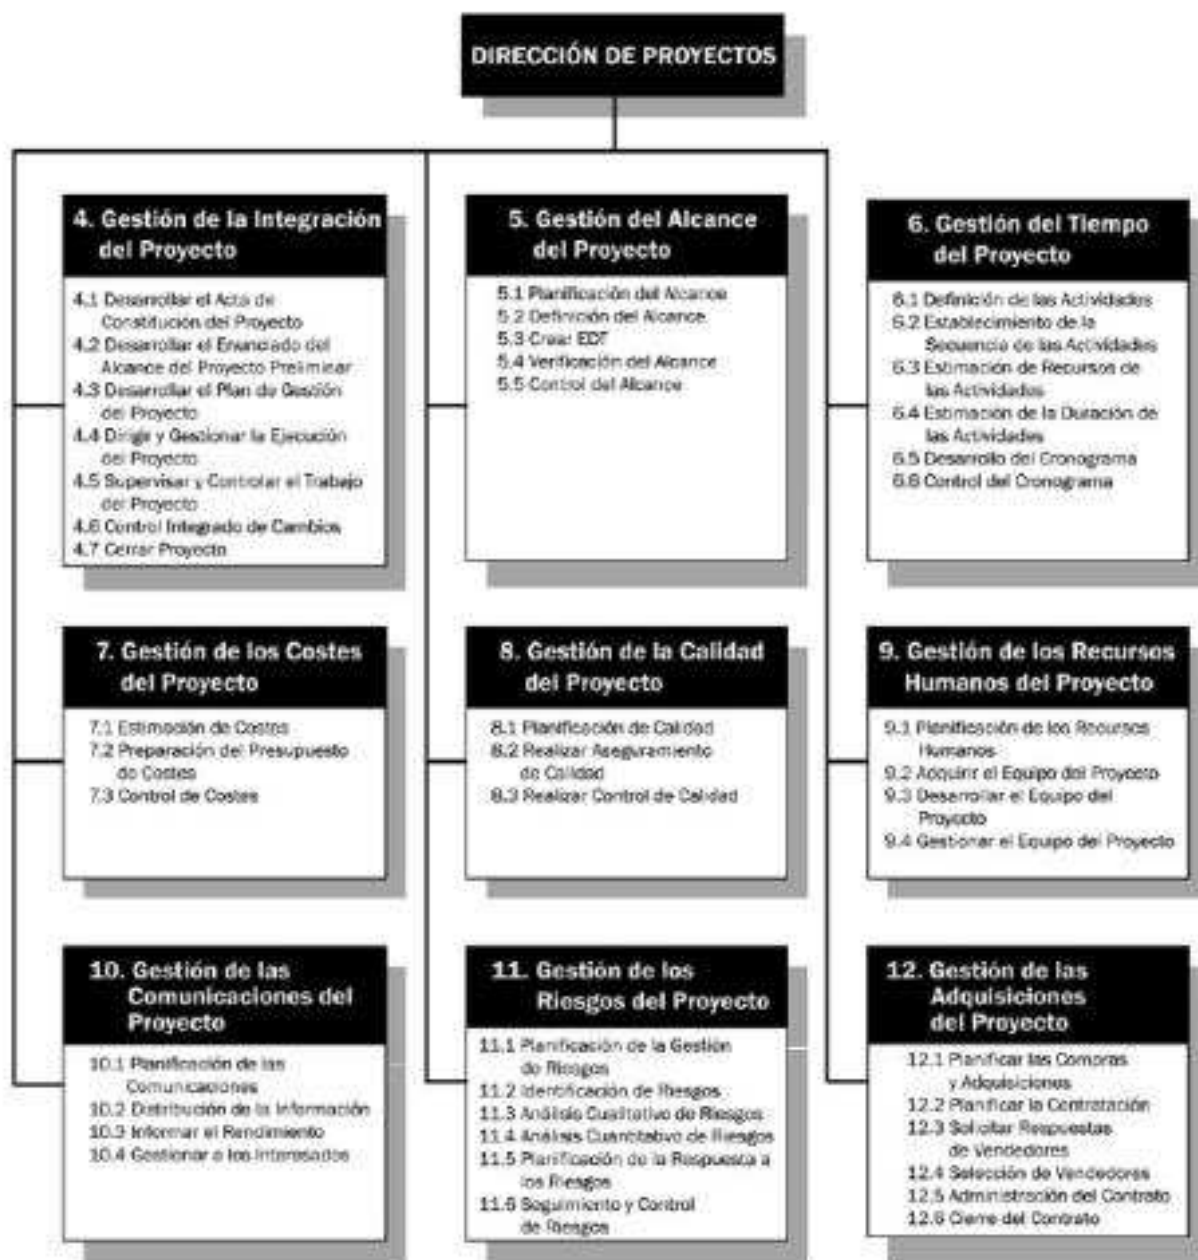 DIRECCIÓN DE PROYECTOS
4. Gestión de la Integración
del Proyecto
4.1 Desarrollar el Acta de
Constitución del Proyecto
4.2 Desarrollar el Enunciado del
Alcance del Proyecto Preliminar
4.3 Desarrollar el Plan de Gestión
del Proyecto
4.4 Dirigir y Gestionar la Ejecución
del Proyecto
4.5 Supervisar y Controlar el Trabajo
del Proyecto
4.6 Control Integrado de Cambios
4.7 Cerrar Proyecto
5. Gestión del Alcance
del Proyecto
5.1 Planificación del Alcance
5.2 Definición del Alcance
5.3 Crear EDT
5.4 Verificación del Alcance
5.5 Control del Alcance
6. Gestión del Tiempo
del Proyecto
6.1 Definición de las Actividades
6.2 Establecimiento de la
Secuencia de las Actividades
6.3 Estimación de Recursos de
las Actividades
6.4 Estimación de la Duración de
las Actividades
6.5 Desarrollo del Cronograma
6.6 Control del Cronograma
7. Gestión de los Costes
del Proyecto
7.1 Estimación de Costes
7.2 Preparación del Presupuesto
de Costes
7.3 Control de Costes
8. Gestión de la Calidad
del Proyecto
8.1 Planificación de Calidad
8.2 Realizar Aseguramiento
de Calidad
8.3 Realizar Control de Calidad
9. Gestión de los Recursos
Humanos del Proyecto
9.1 Planificación de los Recursos
Humanos
9.2 Adquirir el Equipo del Proyecto
9.3 Desarrollar el Equipo del
Proyecto
9.4 Gestionar el Equipo del Proyecto
10. Gestión de las
Comunicaciones del
Proyecto
10.1 Planificación de las
Comunicaciones
10.2 Distribución de la Información
10.3 Informar el Rendimiento
10.4 Gestionar a los Interesados
11. Gestión de los
Riesgos del Proyecto
11.1 Planificación de la Gestión
de Riesgos
11.2 Identificación de Riesgos
11.3 Análisis Cualitativo de Riesgos
11.4 Análisis Cuantitativo de Riesgos
11.5 Planificación de la Respuesta a
los Riesgos
11.6 Seguimiento y Control
de Riesgos
12. Gestión de las
Adquisiciones
del Proyecto
12.1 Planificar las Compras
y Adquisiciones
12.2 Planificar la Contratación
12.3 Solicitar Respuestas
de Vendedores
12.4 Selección de Vendedores
12.5 Administración del Contrato
12.6 Cierre del Contrato